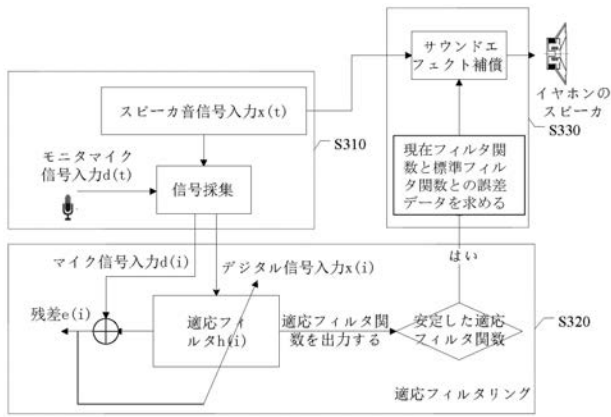 サウンドエ
フェクト補償
イヤホンの
スピーカ
S330
スピーカ音信号入力x(t)
S310
モニタマイク
信号入力d(t)
信号採集
現在フィルタ関
数と標準フィル
タ関数との誤差
データを求める
はい
マイク信号入力d(i)
デジタル信号入力x(i)
残差e(i)
適応フィ
ルタh(i)
適応フィルタ関
数を出力する
安定した適応
フィルタ関数
S320
適応フィルタリング